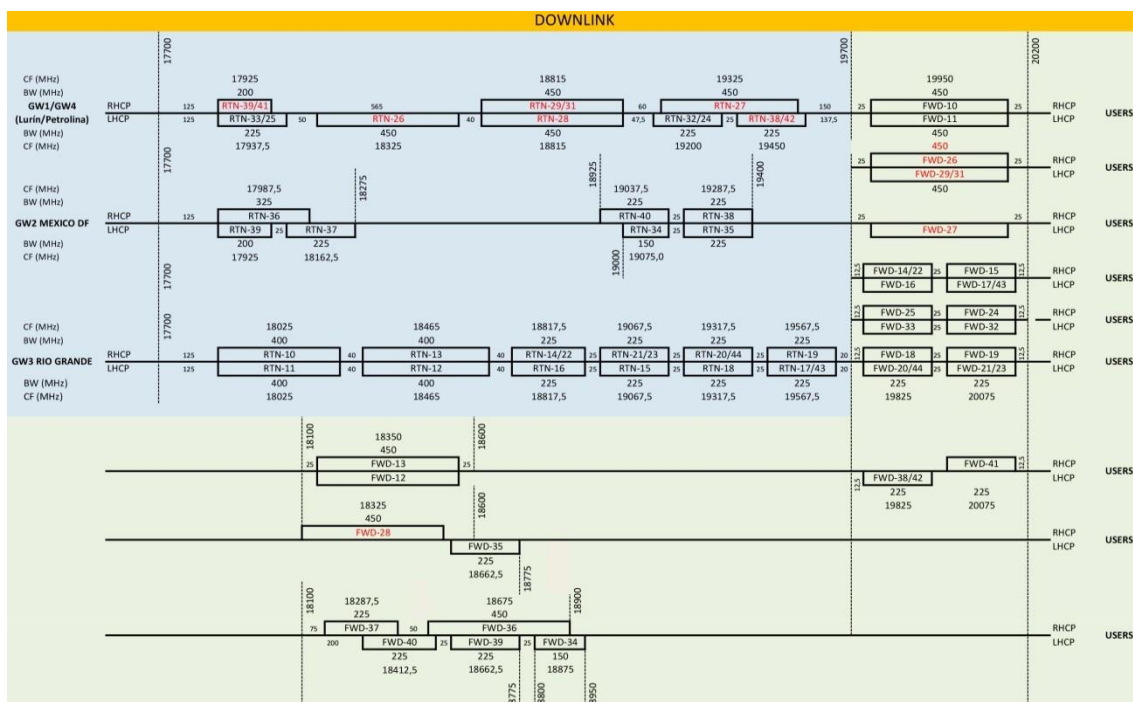 DOWNLINK
17700 19700 20200
CF (MHz) 17925 18815 19325 19950
BW (MHz) 200 450 450 450
GW1/GW4 RHCP 125 RTN-39/41 565 RTN-29/31 60 RTN-27 150 25 FWD-10 25 RHCP USERS
(Lurín/Petrolina) LHCP 125 RTN-33/25 50 RTN-26 40 RTN-28 47,5 RTN-32/24 25 RTN-38/42 137,5 FWD-11 LHCP
BW (MHz) 225 450 450 225 225 450
CF (MHz) 17937,5 18325 18815 19200 19450 450
25 FWD-26 25 RHCP USERS
FWD-29/31 LHCP
450
17700 18275 18925 19400
CF (MHz) 17987,5 19037,5 19287,5
BW (MHz) 325 225 225
GW2 MEXICO DF RHCP 125 RTN-36 RTN-40 25 RTN-38 25 25 RHCP USERS
LHCP RTN-39 25 RTN-37 RTN-34 25 RTN-35 FWD-27 LHCP
BW (MHz) 200 225 150 225
CF (MHz) 17925 18162,5 19075,0
17700 19000
12,5 FWD-14/22 25 FWD-15 12,5 RHCP USERS
FWD-16 FWD-17/43 LHCP
12,5 FWD-25 25 FWD-24 12,5 RHCP USERS
FWD-33 25 FWD-32 LHCP
17700
CF (MHz) 18025 18465 18817,5 19067,5 19317,5 19567,5
BW (MHz) 400 400 225 225 225 225
GW3 RIO GRANDE RHCP 125 RTN-10 40 RTN-13 40 RTN-14/22 25 RTN-21/23 25 RTN-20/44 25 RTN-19 20 12,5 FWD-18 25 FWD-19 12,5 RHCP USERS
LHCP 125 RTN-11 40 RTN-12 40 RTN-16 25 RTN-15 25 RTN-18 25 RTN-17/43 20 FWD-20/44 25 FWD-21/23 LHCP
BW (MHz) 400 400 225 225 225 225 225 225
CF (MHz) 18025 18465 18817,5 19067,5 19317,5 19567,5 19825 20075
18100 18600
18350
450
25 FWD-13 25 FWD-41 12,5 RHCP USERS
FWD-12 12,5 FWD-38/42 LHCP
225 225
19825 20075
18600
18325
450
FWD-28 RHCP USERS
FWD-35 LHCP
225
18662,5
18775
18100 18900
18287,5 18675
225 450
75 FWD-37 50 FWD-36 RHCP USERS
200 FWD-40 25 FWD-39 25 FWD-34 LHCP
225 225 150
18412,5 18662,5 18875